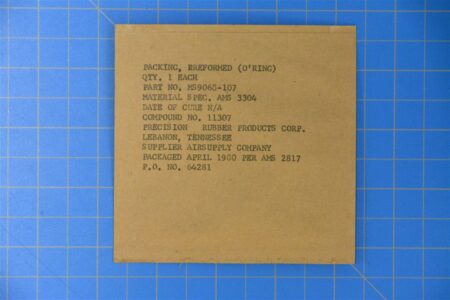 PACKING, PREFORMED (O'RING)
QTY. 1 EACH
PART NO. MS9068-107
MATERIAL SPEC. AMS 3304
DATE OF CURE N/A
COMPOUND NO. 11307
PRECISION RUBBER PRODUCTS CORP.
LEBANON, TENNESSEE
SUPPLIER AIRSUPPLY COMPANY
PACKAGED APRIL 1980 PER AMS 2817
P.O. NO. 64281